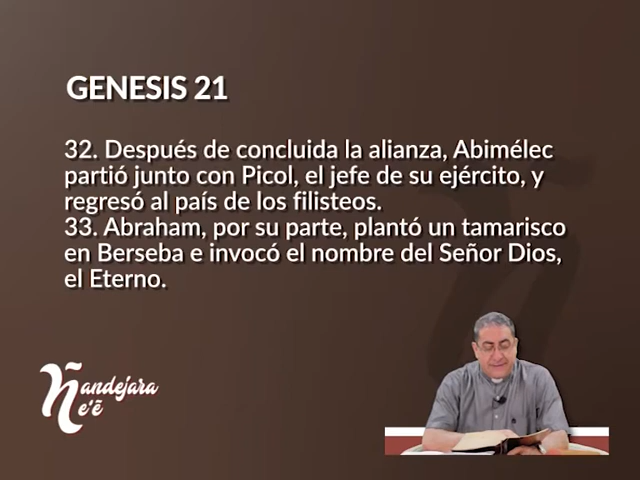 GENESIS 21
32. Después de concluida la alianza, Abimélec
partió junto con Picol, el jefe de su ejército, y
regresó al país de los filisteos.
33. Abraham, por su parte, plantó un tamarisco
en Berseba e invocó el nombre del Señor Dios,
el Eterno.
Ñandejara
Ñe'ẽ